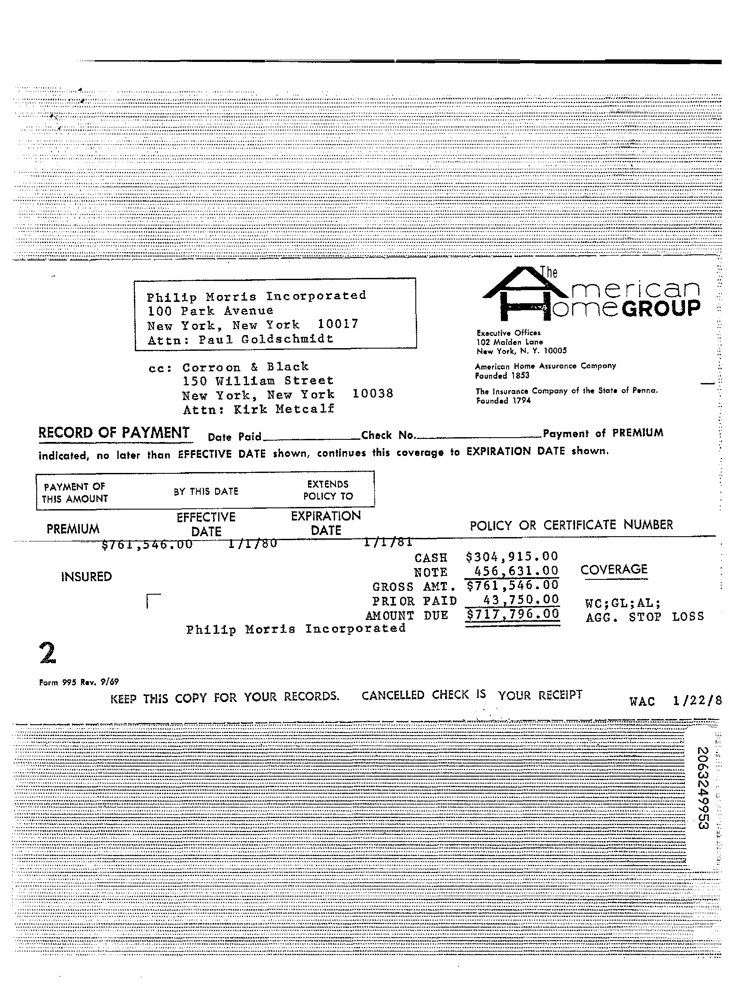 The
American
Home GROUP
Philip Morris Incorporated
100 Park Avenue
New York, New York 10017
Attn: Paul Goldschmidt
Executive Offices
102 Maiden Lane
New York, N. Y. 10005
American Home Assurance Company
Founded 1853
The Insurance Company of the State of Penna.
Founded 1794
cc: Corroon & Black
150 William Street
New York, New York 10038
Attn: Kirk Metcalf
RECORD OF PAYMENT Date Paid Check No. Payment of PREMIUM
indicated, no later than EFFECTIVE DATE shown, continues this coverage to EXPIRATION DATE shown.
PAYMENT OF THIS AMOUNT BY THIS DATE EXTENDS POLICY TO
PREMIUM EFFECTIVE DATE EXPIRATION DATE POLICY OR CERTIFICATE NUMBER
$761,546.00 1/1/80 1/1/81
CASH $304,915.00
INSURED NOTE 456,631.00 COVERAGE
GROSS AMT. $761,546.00
PRIOR PAID 43,750.00 WC;GL;AL;
AMOUNT DUE $717,796.00 AGG. STOP LOSS
Philip Morris Incorporated
2
Form 995 Rev. 9/69
KEEP THIS COPY FOR YOUR RECORDS. CANCELLED CHECK IS YOUR RECEIPT WAC 1/22/8
2063249953